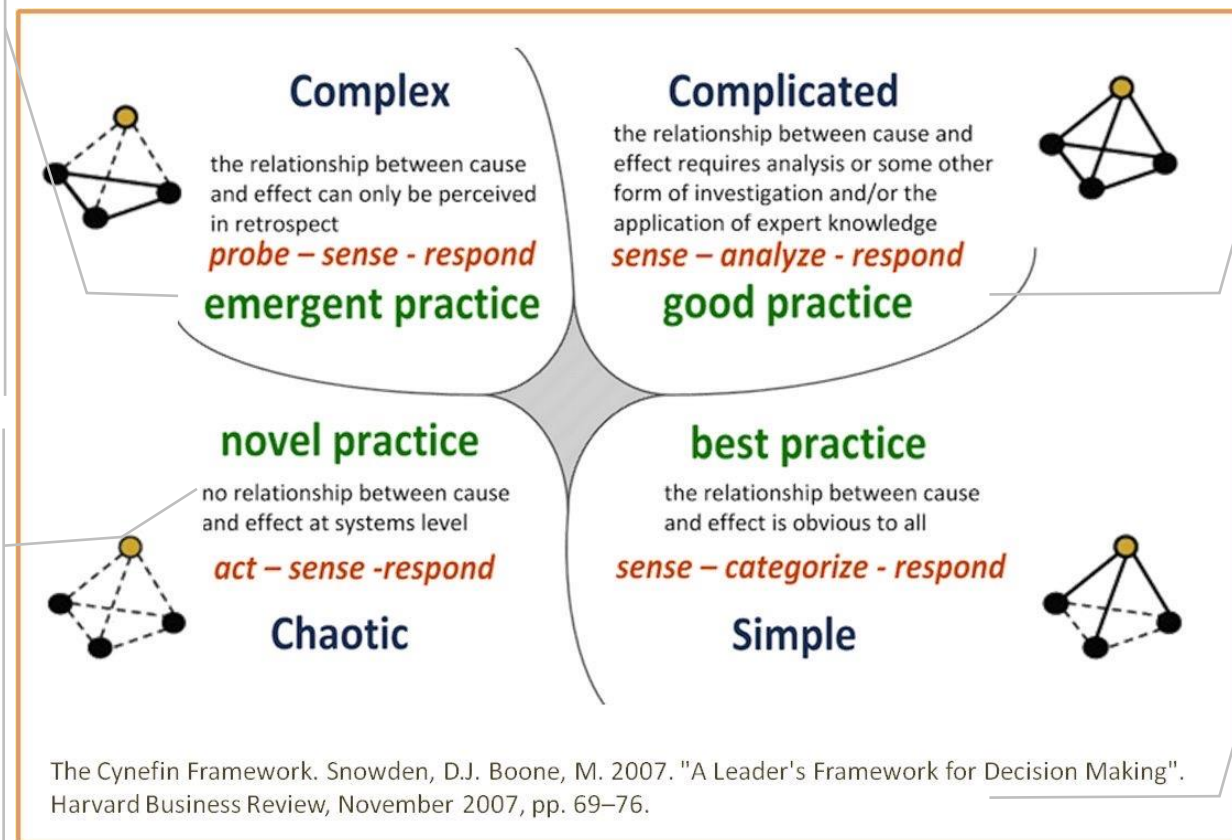 Complex
the relationship between cause
and effect can only be perceived
in retrospect
probe – sense - respond
emergent practice
Complicated
the relationship between cause and
effect requires analysis or some other
form of investigation and/or the
application of expert knowledge
sense – analyze - respond
good practice
novel practice
no relationship between cause
and effect at systems level
act – sense -respond
Chaotic
best practice
the relationship between cause
and effect is obvious to all
sense – categorize - respond
Simple
The Cynefin Framework. Snowden, D.J. Boone, M. 2007. "A Leader's Framework for Decision Making".
Harvard Business Review, November 2007, pp. 69–76.